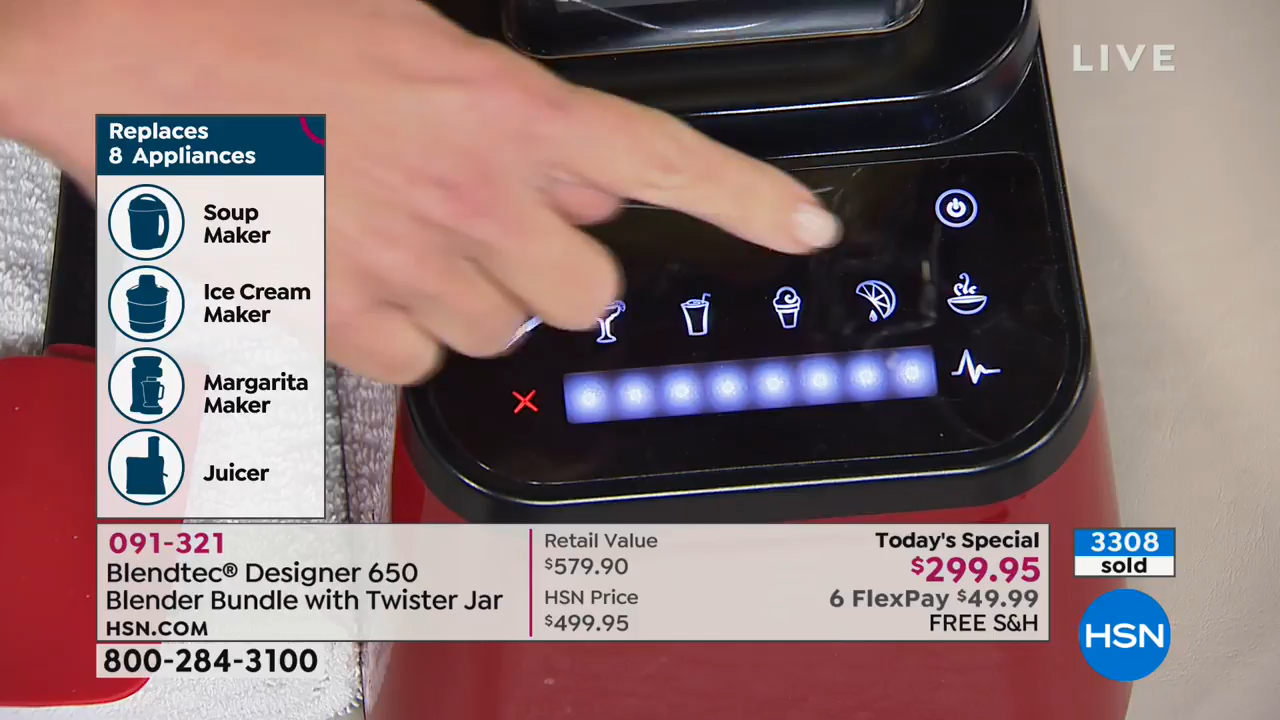 LIVE
Replaces
8 Appliances
Soup
Maker
Ice Cream
Maker
Margarita
Maker
Juicer
091-321
Blendtec® Designer 650
Blender Bundle with Twister Jar
HSN.COM
800-284-3100
Retail Value
$579.90
HSN Price
$499.95
Today's Special
$299.95
6 FlexPay $49.99
FREE S&H
3308
sold
HSN